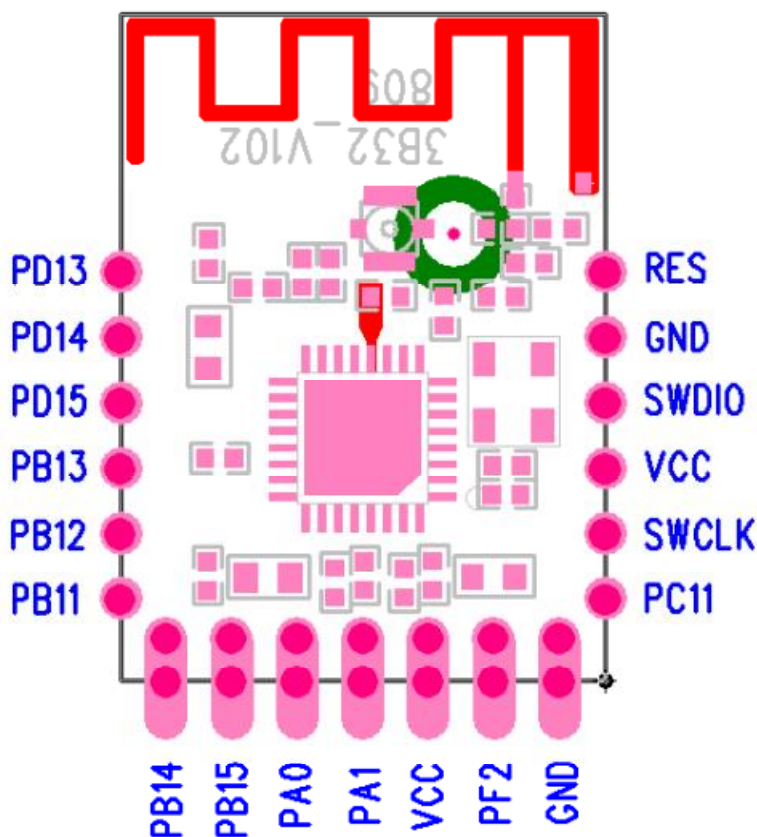 809
3B32_V102
PD13
PD14
PD15
PB13
PB12
PB11
RES
GND
SWDIO
VCC
SWCLK
PC11
PB14
PB15
PA0
PA1
VCC
PF2
GND